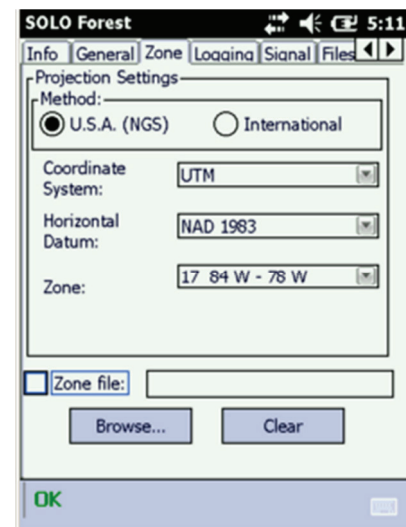 SOLO Forest 5:11
Info General Zone Logging Signal Files
Projection Settings
Method:
U.S.A. (NGS) International
Coordinate
System:
UTM
Horizontal
Datum:
NAD 1983
Zone:
17 84 W - 78 W
Zone file:
Browse... Clear
OK